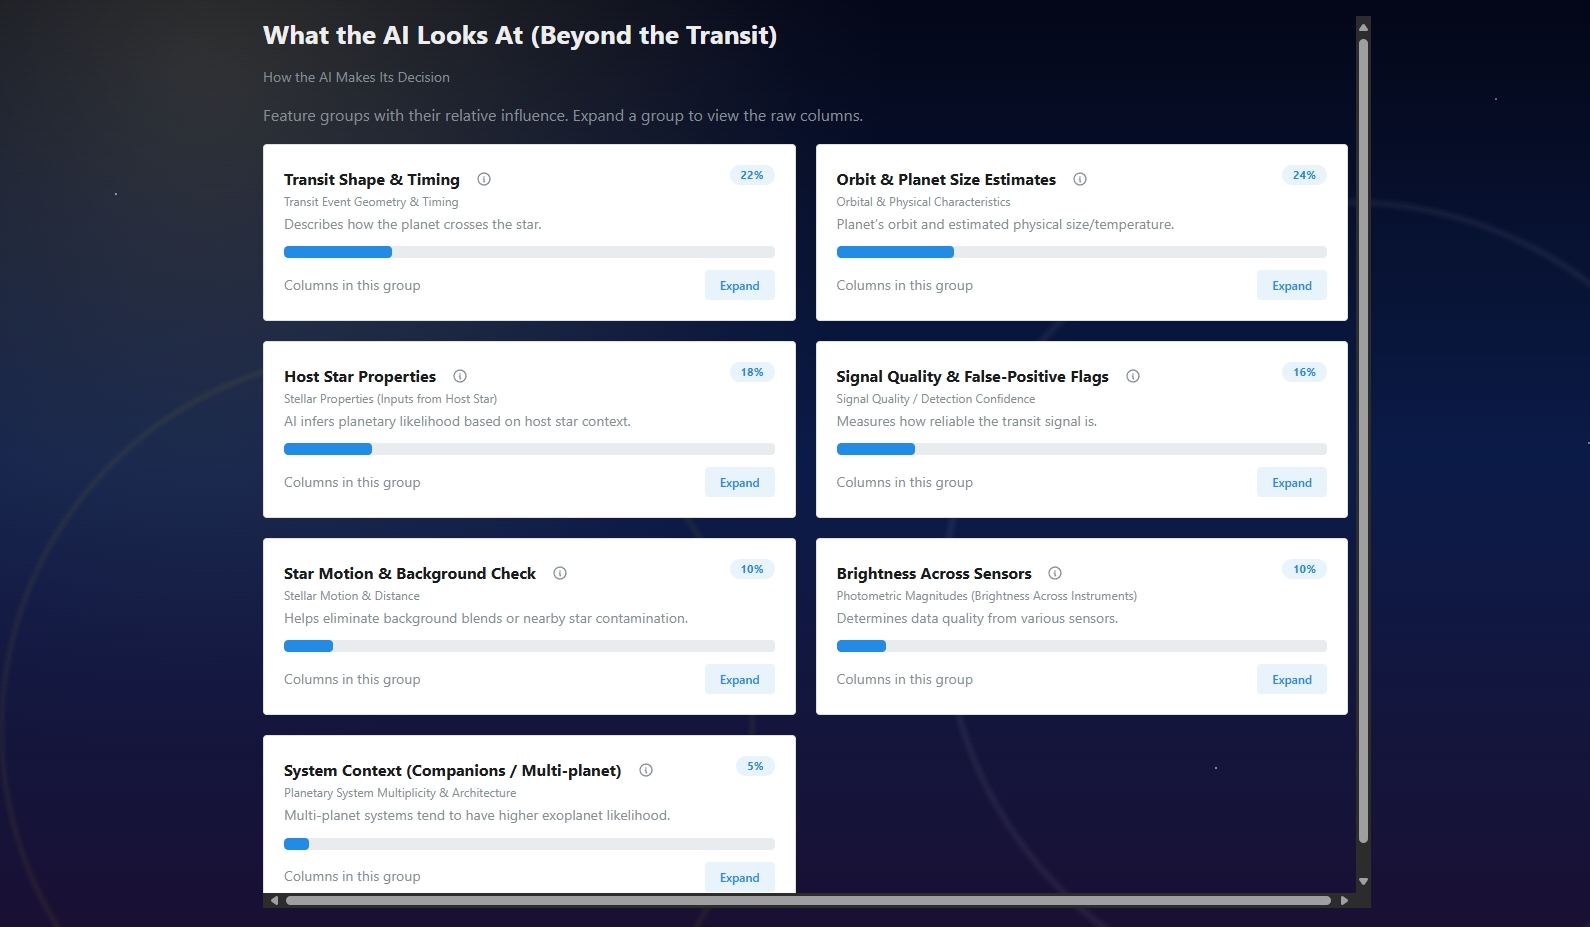 What the AI Looks At (Beyond the Transit)
How the AI Makes Its Decision
Feature groups with their relative influence. Expand a group to view the raw columns.
Transit Shape & Timing
22%
Transit Event Geometry & Timing
Describes how the planet crosses the star.
Columns in this group
Expand
Orbit & Planet Size Estimates
24%
Orbital & Physical Characteristics
Planet's orbit and estimated physical size/temperature.
Columns in this group
Expand
Host Star Properties
18%
Stellar Properties (Inputs from Host Star)
AI infers planetary likelihood based on host star context.
Columns in this group
Expand
Signal Quality & False-Positive Flags
16%
Signal Quality / Detection Confidence
Measures how reliable the transit signal is.
Columns in this group
Expand
Star Motion & Background Check
10%
Stellar Motion & Distance
Helps eliminate background blends or nearby star contamination.
Columns in this group
Expand
Brightness Across Sensors
10%
Photometric Magnitudes (Brightness Across Instruments)
Determines data quality from various sensors.
Columns in this group
Expand
System Context (Companions / Multi-planet)
5%
Planetary System Multiplicity & Architecture
Multi-planet systems tend to have higher exoplanet likelihood.
Columns in this group
Expand